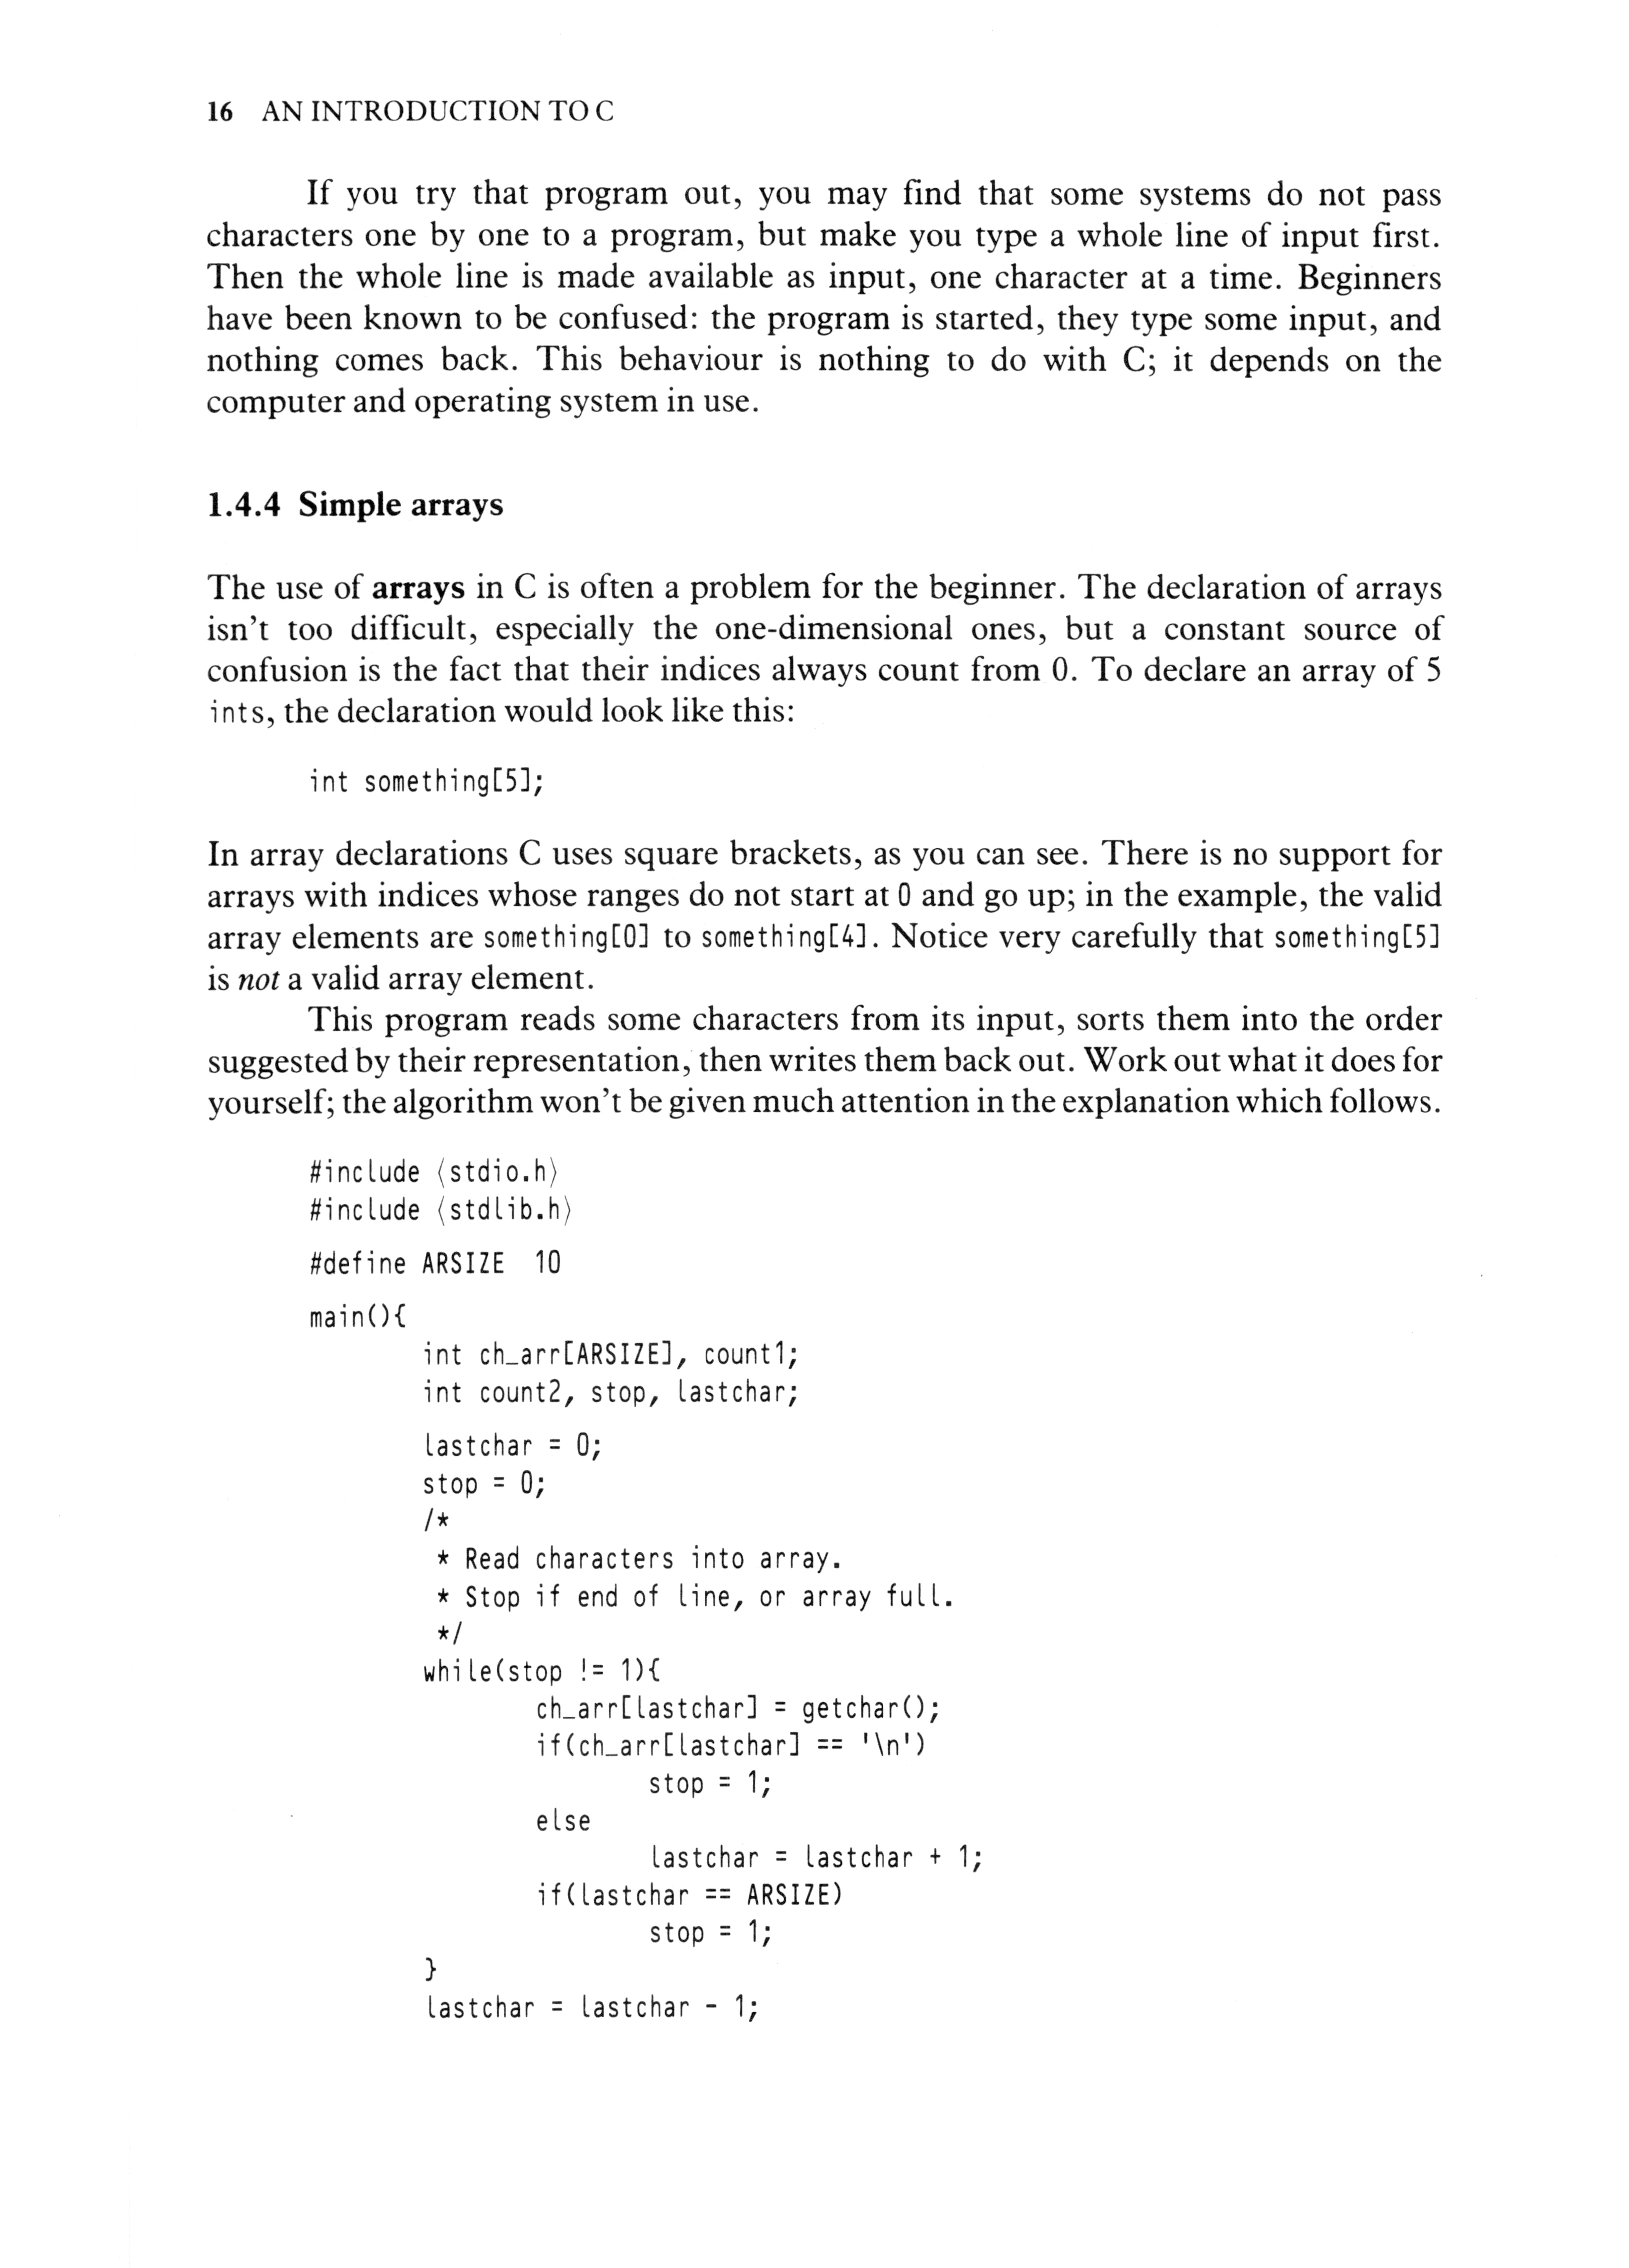 16 AN INTRODUCTION TO C
If you try that program out, you may find that some systems do not pass
characters one by one to a program, but make you type a whole line of input first.
Then the whole line is made available as input, one character at a time. Beginners
have been known to be confused: the program is started, they type some input, and
nothing comes back. This behaviour is nothing to do with C; it depends on the
computer and operating system in use.
1.4.4 Simple arrays
The use of arrays in C is often a problem for the beginner. The declaration of arrays
isn't too difficult, especially the one-dimensional ones, but a constant source of
confusion is the fact that their indices always count from 0. To declare an array of 5
ints, the declaration would look like this:
int something[5];
In array declarations C uses square brackets, as you can see. There is no support for
arrays with indices whose ranges do not start at 0 and go up; in the example, the valid
array elements are something[0] to something[4]. Notice very carefully that something[5]
is not a valid array element.
This program reads some characters from its input, sorts them into the order
suggested by their representation, then writes them back out. Work out what it does for
yourself; the algorithm won't be given much attention in the explanation which follows.
#include ⟨stdio.h⟩
#include ⟨stdlib.h⟩
#define ARSIZE 10
main(){
int ch_arr[ARSIZE], count1;
int count2, stop, lastchar;
lastchar = 0;
stop = 0;
/*
* Read characters into array.
* Stop if end of line, or array full.
*/
while(stop != 1){
ch_arr[lastchar] = getchar();
if(ch_arr[lastchar] == '\n')
stop = 1;
else
lastchar = lastchar + 1;
if(lastchar == ARSIZE)
stop = 1;
}
lastchar = lastchar - 1;